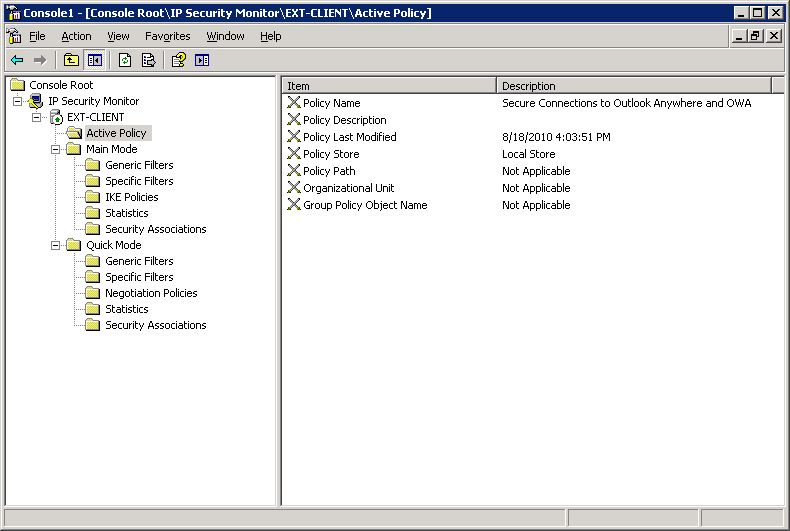 Console1 - [Console Root\IP Security Monitor\EXT-CLIENT\Active Policy]
File Action View Favorites Window Help
Console Root
IP Security Monitor
EXT-CLIENT
Active Policy
Main Mode
Generic Filters
Specific Filters
IKE Policies
Statistics
Security Associations
Quick Mode
Generic Filters
Specific Filters
Negotiation Policies
Statistics
Security Associations
Item Description
Policy Name Secure Connections to Outlook Anywhere and OWA
Policy Description
Policy Last Modified 8/18/2010 4:03:51 PM
Policy Store Local Store
Policy Path Not Applicable
Organizational Unit Not Applicable
Group Policy Object Name Not Applicable